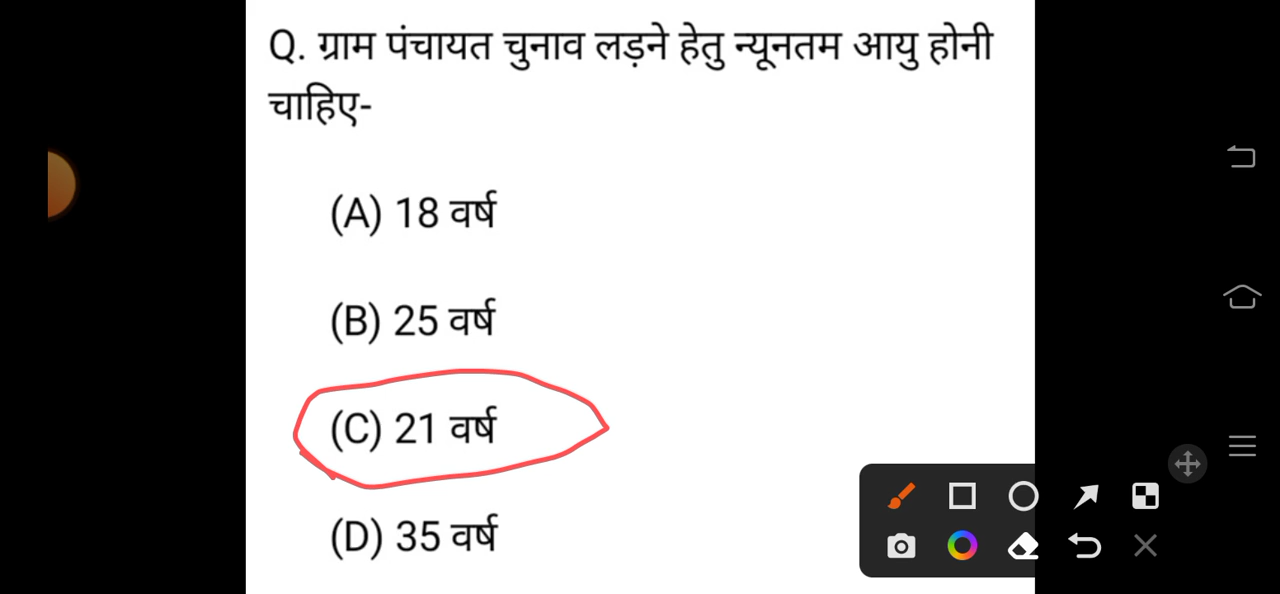 Q. ग्राम पंचायत चुनाव लड़ने हेतु न्यूनतम आयु होनी
चाहिए-
(A) 18 वर्ष
(B) 25 वर्ष
(C) 21 वर्ष
(D) 35 वर्ष